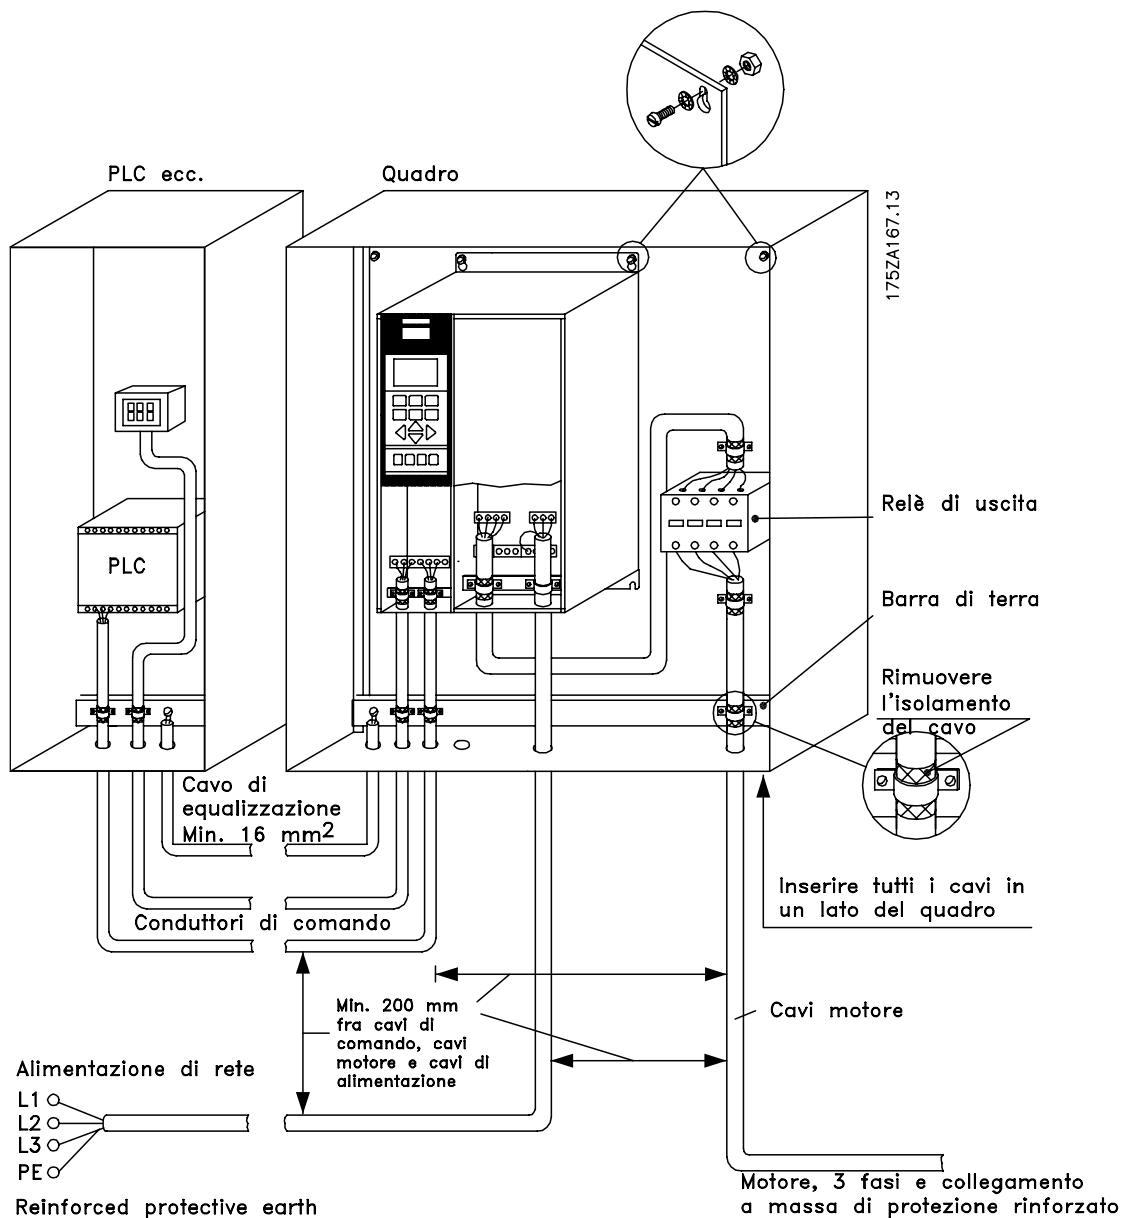 PLC ecc.
Quadro
175ZA167.13
PLC
Relè di uscita
Barra di terra
Rimuovere
l'isolamento
del cavo
Cavo di
equalizzazione
Min. 16 mm2
Inserire tutti i cavi in
un lato del quadro
Conduttori di comando
Min. 200 mm
fra cavi di
comando, cavi
motore e cavi di
alimentazione
Cavi motore
Alimentazione di rete
L1
L2
L3
PE
Reinforced protective earth
Motore, 3 fasi e collegamento
a massa di protezione rinforzato